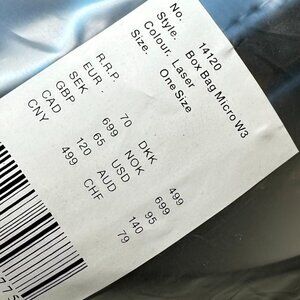 No. 14120
Style. Box Bag Micro W3
Colour. Laser
Size. One Size
R.R.P.
EUR. 70 DKK 499
SEK 699 NOK 699
GBP 65 USD 95
CAD 120 AUD 140
CNY 499 CHF 79